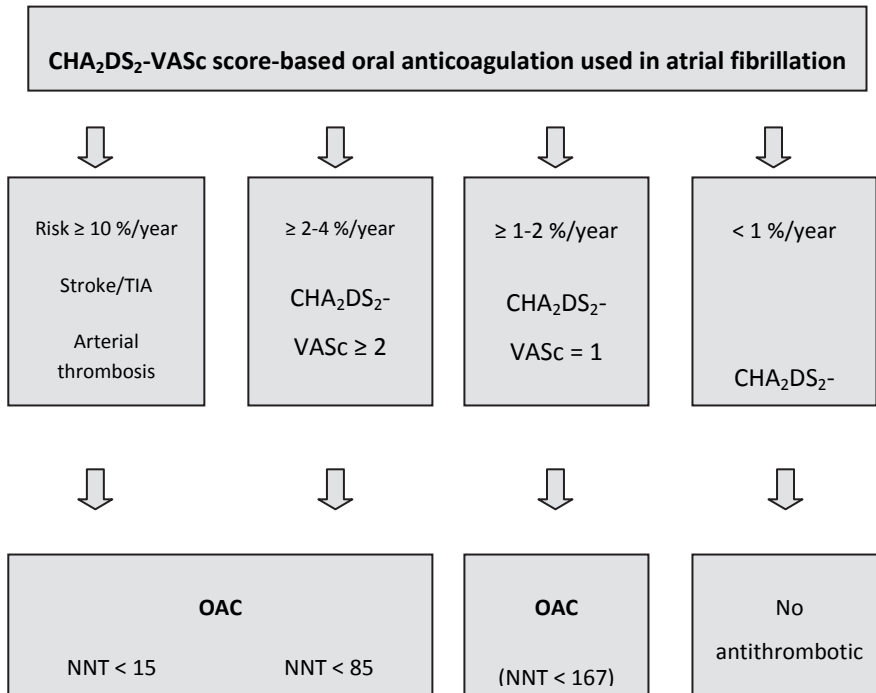 CHA₂DS₂-VASc score-based oral anticoagulation used in atrial fibrillation
Risk ≥ 10 %/year
Stroke/TIA
Arterial
thrombosis
≥ 2-4 %/year
CHA₂DS₂-
VASc ≥ 2
≥ 1-2 %/year
CHA₂DS₂-
VASc = 1
< 1 %/year
CHA₂DS₂-
OAC
NNT < 15 NNT < 85
OAC
(NNT < 167)
No
antithrombotic